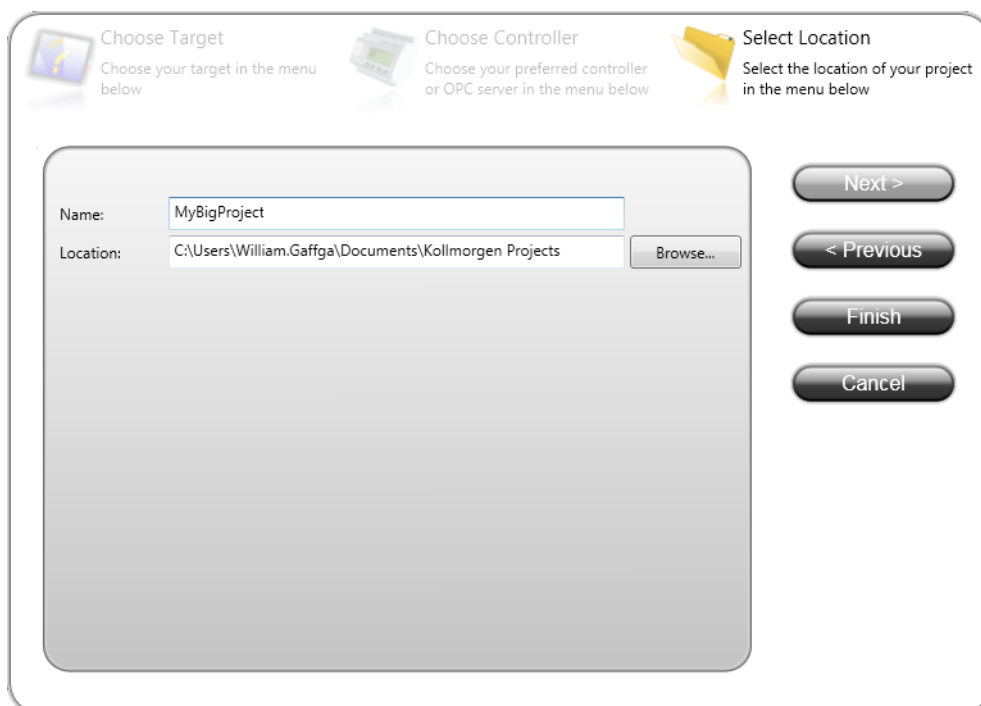 Choose Target
Choose your target in the menu
below
Choose Controller
Choose your preferred controller
or OPC server in the menu below
Select Location
Select the location of your project
in the menu below
Name: MyBigProject
Location: C:\Users\William.Gaffga\Documents\Kollmorgen Projects Browse...
Next >
< Previous
Finish
Cancel